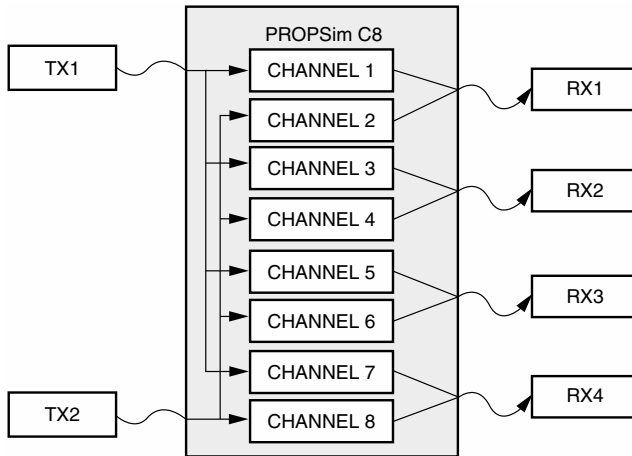 PROPSim C8
TX1
CHANNEL 1
RX1
CHANNEL 2
CHANNEL 3
RX2
CHANNEL 4
CHANNEL 5
RX3
CHANNEL 6
CHANNEL 7
RX4
TX2
CHANNEL 8